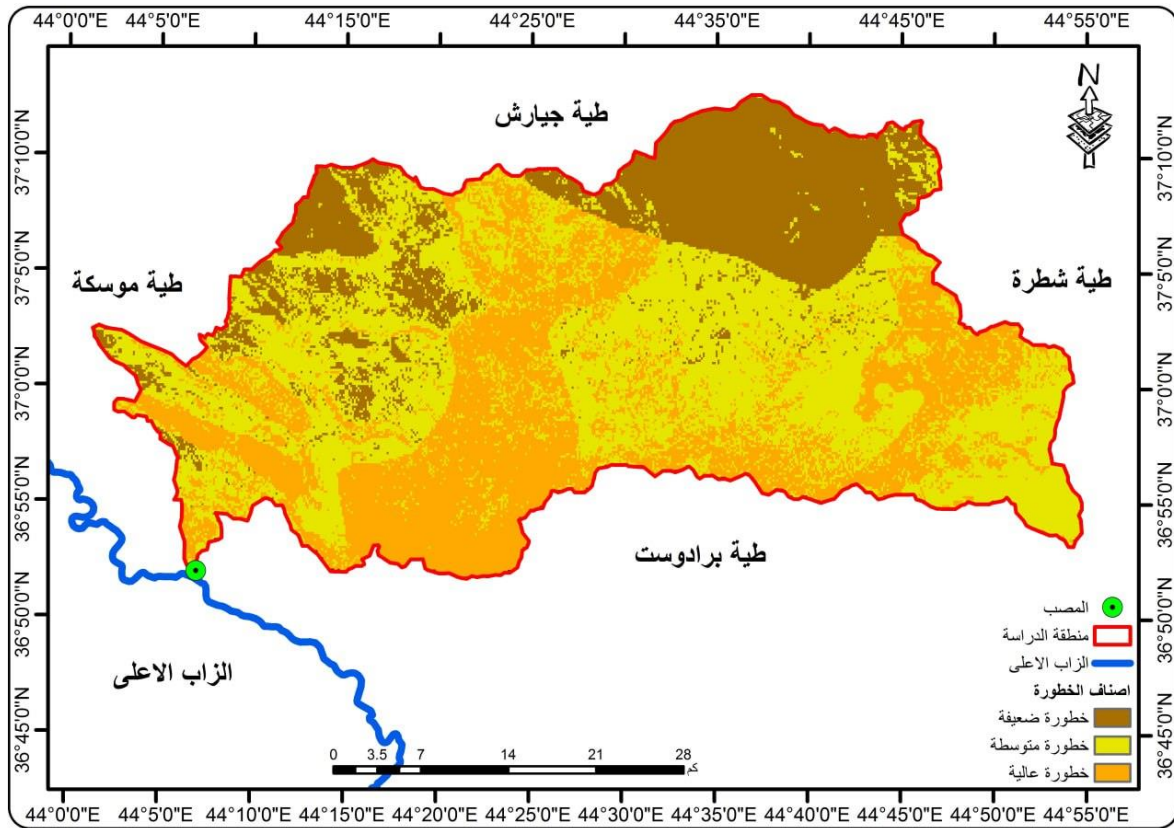 44°0'0"E 44°5'0"E 44°15'0"E 44°25'0"E 44°35'0"E 44°45'0"E 44°55'0"E
N
طية جيارش
37°10'0"N 37°10'0"N
37°5'0"N 37°5'0"N
طية موسكة
طية شطرة
37°0'0"N 37°0'0"N
36°55'0"N 36°55'0"N
طية برادوست
36°50'0"N 36°50'0"N
الزاب الاعلى
36°45'0"N 36°45'0"N
المصب
منطقة الدراسة
الزاب الاعلى
اصناف الخطورة
خطورة ضعيفة
خطورة متوسطة
خطورة عالية
0 3.5 7 14 21 28
كم
44°0'0"E 44°5'0"E 44°10'0"E 44°15'0"E 44°20'0"E 44°25'0"E 44°30'0"E 44°35'0"E 44°40'0"E 44°45'0"E 44°50'0"E 44°55'0"E